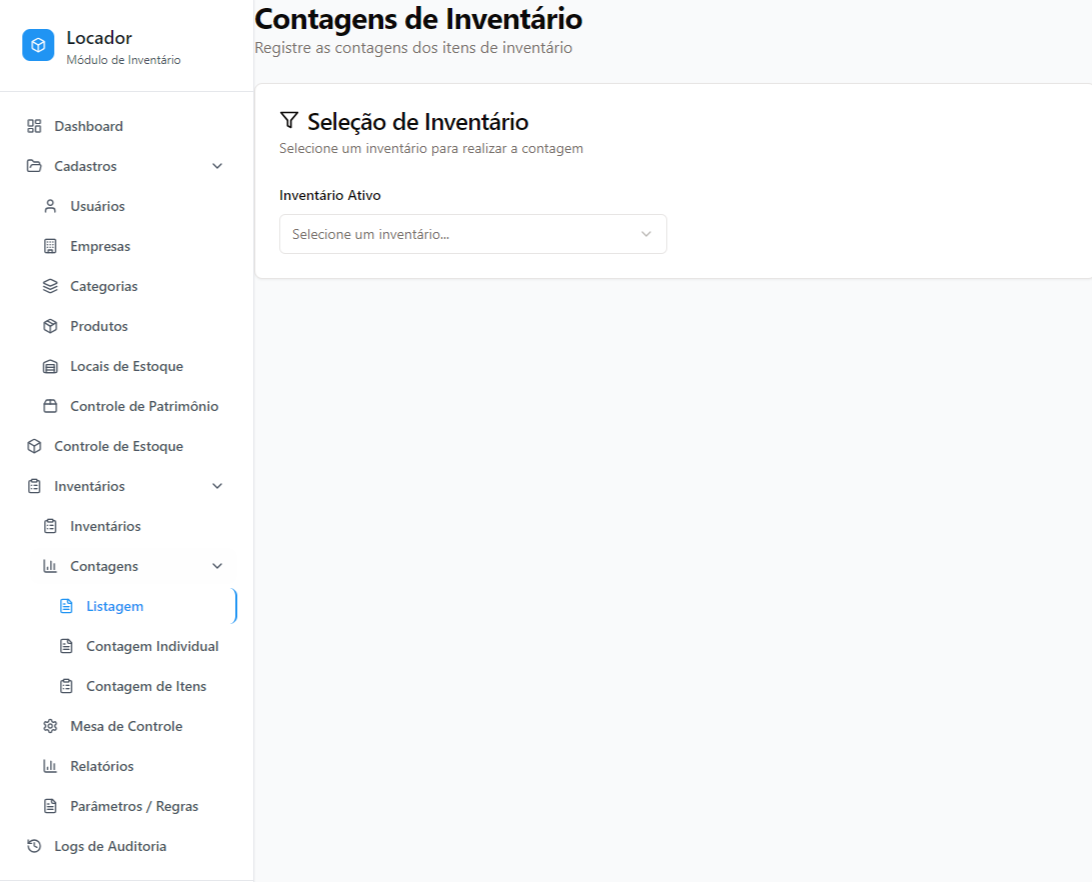 Locador
Módulo de Inventário
Dashboard
Cadastros
Usuários
Empresas
Categorias
Produtos
Locais de Estoque
Controle de Patrimônio
Controle de Estoque
Inventários
Inventários
Contagens
Listagem
Contagem Individual
Contagem de Itens
Mesa de Controle
Relatórios
Parâmetros / Regras
Logs de Auditoria
Contagens de Inventário
Registre as contagens dos itens de inventário
Seleção de Inventário
Selecione um inventário para realizar a contagem
Inventário Ativo
Selecione um inventário...